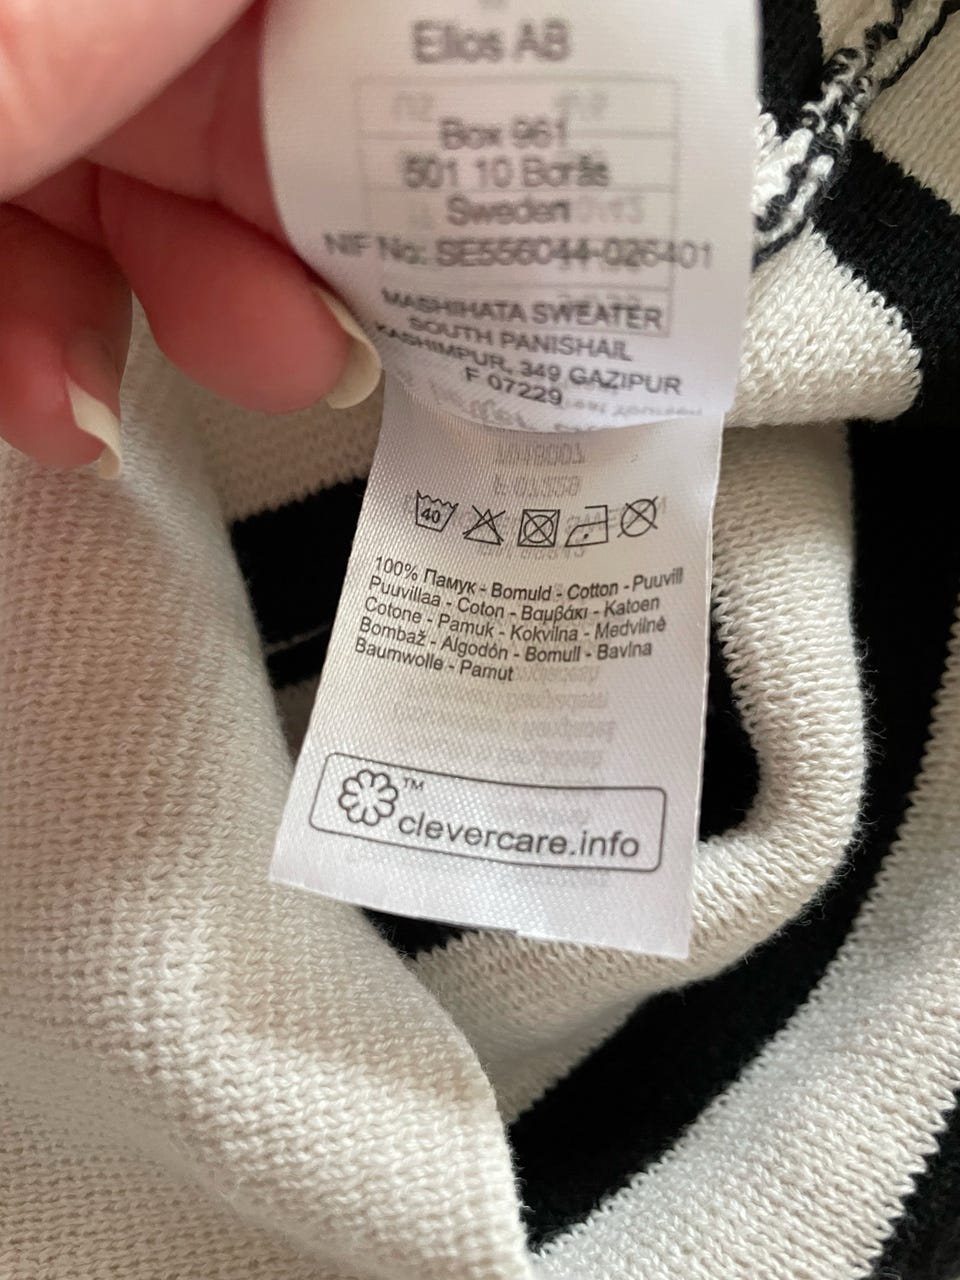 Ellos AB
Box 961
501 10 Borås
Sweden
NIF No: SE556044-026401
MASHIHATA SWEATER
SOUTH PANISHAIL
KASHIMPUR, 349 GAZIPUR
F 07229
40
100% Памук - Bomuld - Cotton - Puuvill
Puuvillaa - Coton - Βαμβάκι - Katoen
Cotone - Pamuk - Kokvilna - Medvilnė
Bombaž - Algodón - Bomull - Bavlna
Baumwolle - Pamut
TM
clevercare.info